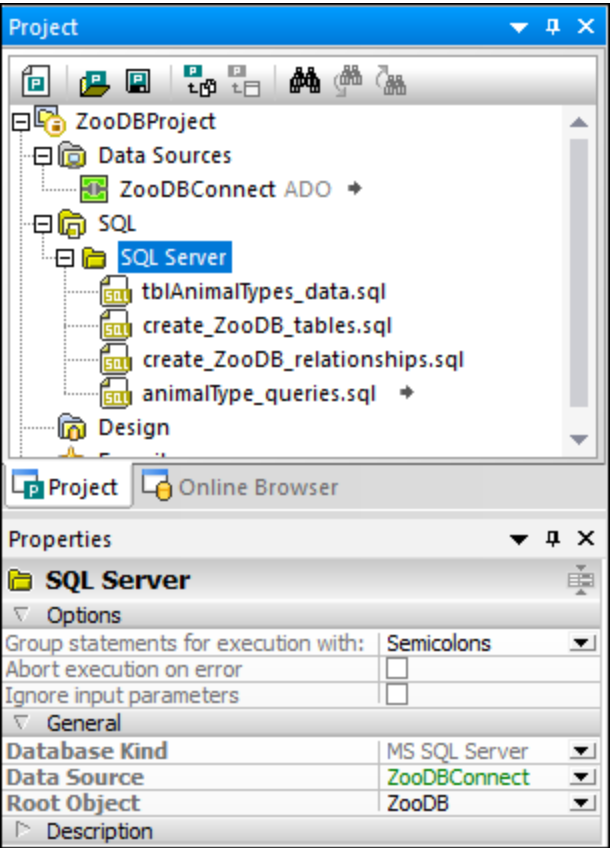 Project
ZooDBProject
Data Sources
ZooDBConnect ADO
SQL
SQL Server
tblAnimalTypes_data.sql
create_ZooDB_tables.sql
create_ZooDB_relationships.sql
animalType_queries.sql
Design
Project Online Browser
Properties
SQL Server
Options
Group statements for execution with: Semicolons
Abort execution on error
Ignore input parameters
General
Database Kind MS SQL Server
Data Source ZooDBConnect
Root Object ZooDB
Description